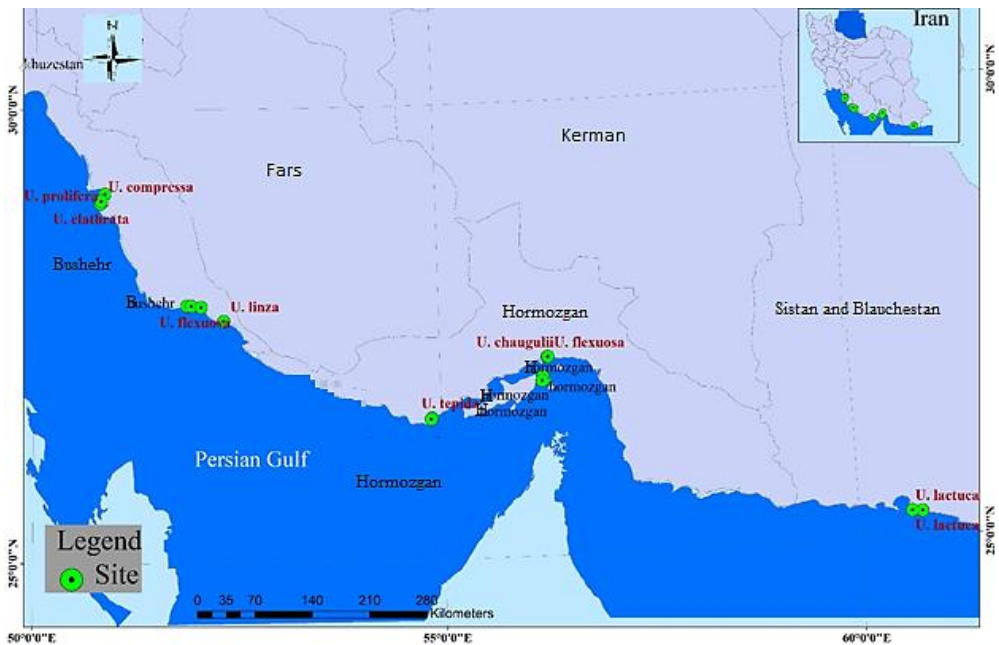 N
Iran
khuzestan
30°0'0"N
30°0'0"N
Kerman
Fars
U. compressa
U. prolifera
U. clathrata
Bushehr
Sistan and Blauchestan
Bushehr
U. linza
Hormozgan
U. flexuosa
U. chaugulii U. flexuosa
Hormozgan
hormozgan
Hormozgan
U. tepida
Hormozgan
Persian Gulf
Hormozgan
U. lactuca
U. lactuca
Legend
Site
25°0'0"N
25°0'0"N
0 35 70 140 210 280
Kilometers
50°0'0"E
55°0'0"E
60°0'0"E